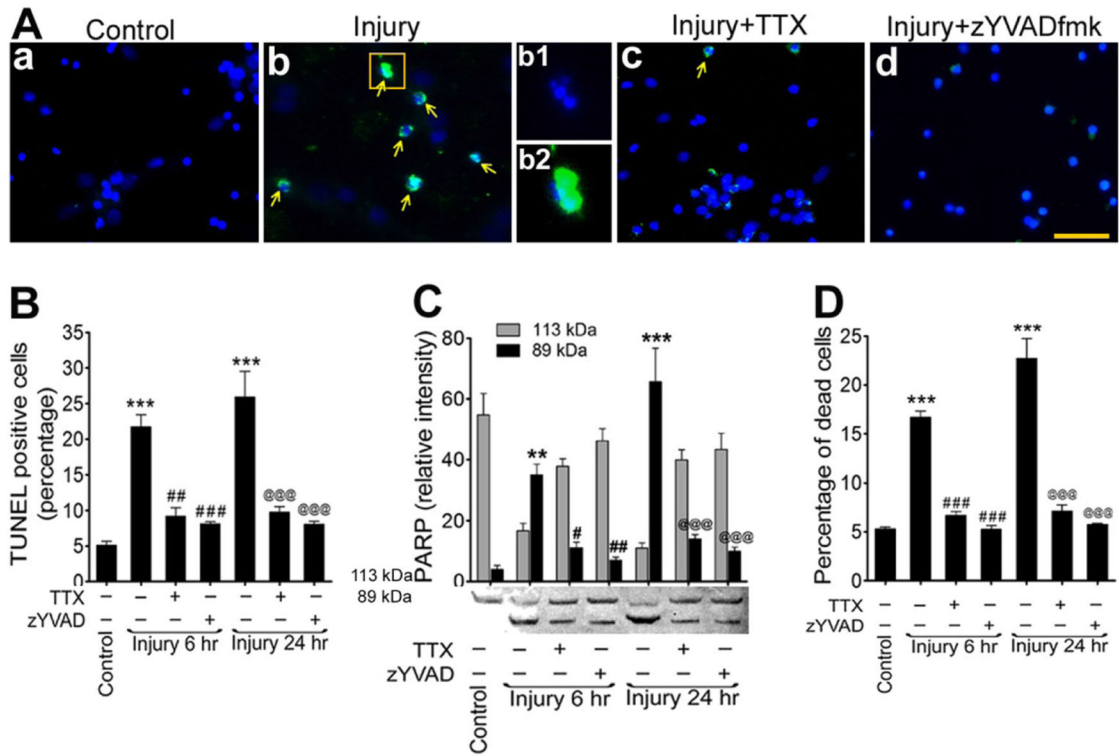 A
Control
Injury
Injury+TTX
Injury+zYVADfmk
a
b
b1
b2
c
d
B
TUNEL positive cells
(percentage)
35
30
25
20
15
10
5
0
***
##
###
***
@@@
@@@
TTX
– – + – – + –
zYVAD
– – – + – – +
Control
Injury 6 hr
Injury 24 hr
C
PARP (relative intensity)
80
60
40
20
0
113 kDa
89 kDa
**
#
##
***
@@@
@@@
113 kDa
89 kDa
TTX
– – + – – + –
zYVAD
– – – + – – +
Control
Injury 6 hr
Injury 24 hr
D
Percentage of dead cells
25
20
15
10
5
0
***
###
###
***
@@@
@@@
TTX
– – + – – + –
zYVAD
– – – + – – +
Control
Injury 6 hr
Injury 24 hr